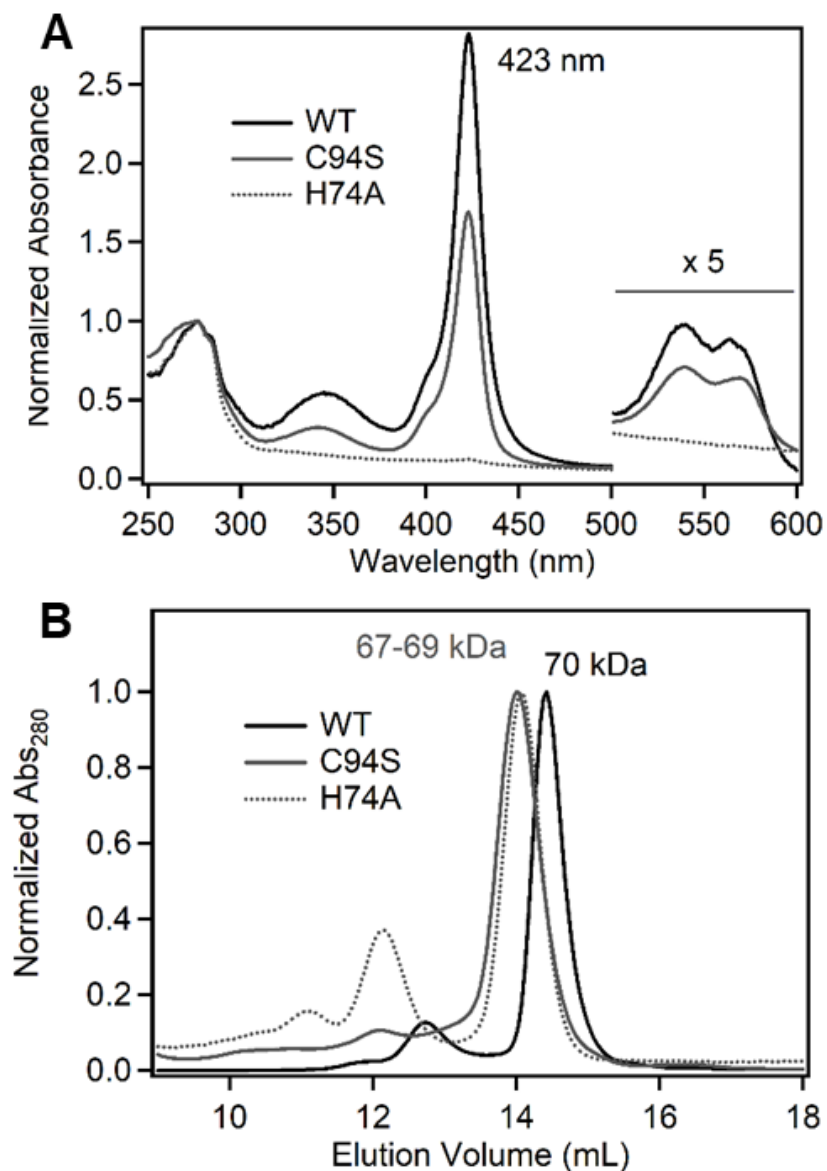 A
423 nm
WT
C94S
H74A
x 5
Normalized Absorbance
2.5
2.0
1.5
1.0
0.5
0.0
250 300 350 400 450 500 550 600
Wavelength (nm)
B
67-69 kDa
70 kDa
WT
C94S
H74A
Normalized Abs280
1.0
0.8
0.6
0.4
0.2
0.0
10 12 14 16 18
Elution Volume (mL)